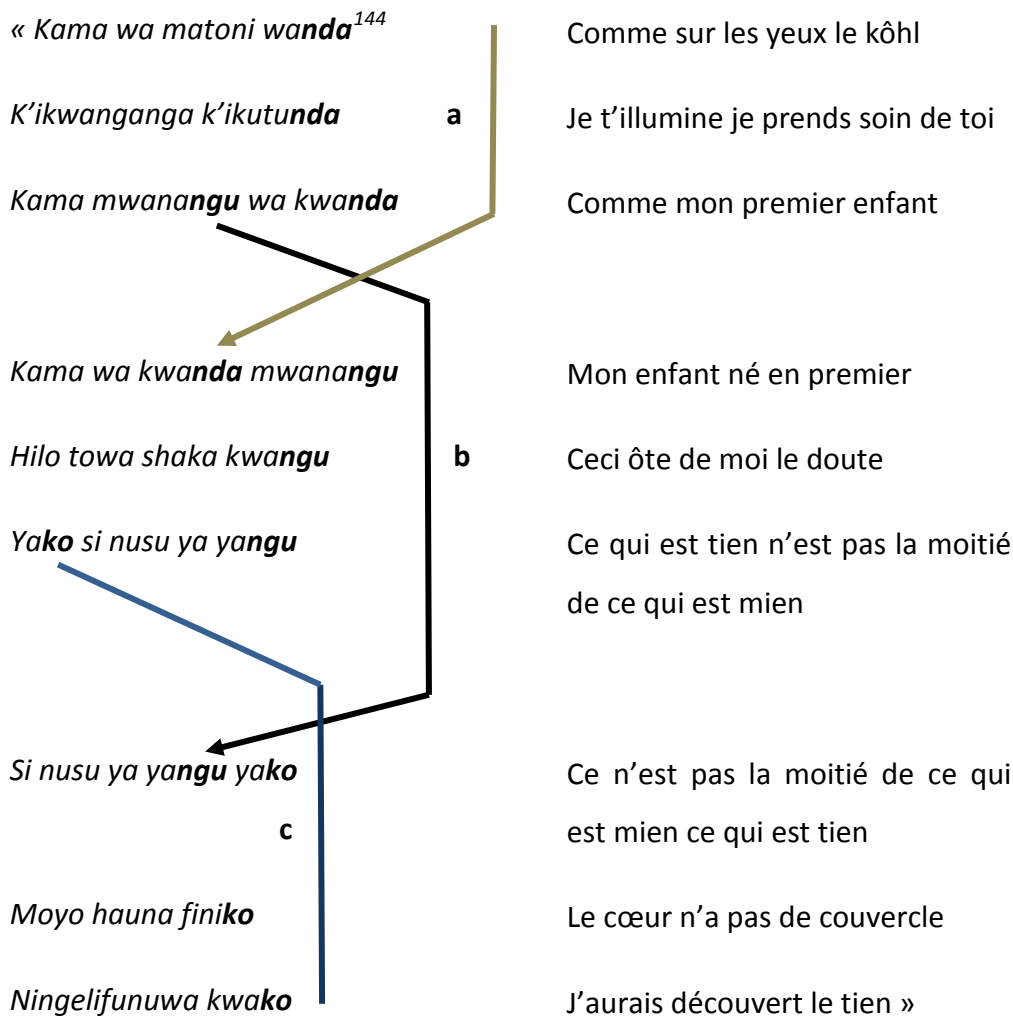 « Kama wa matoni wanda144 Comme sur les yeux le kôhl
K’ikwanganga k’ikutunda a Je t’illumine je prends soin de toi
Kama mwanangu wa kwanda Comme mon premier enfant
Kama wa kwanda mwanangu Mon enfant né en premier
Hilo towa shaka kwangu b Ceci ôte de moi le doute
Yako si nusu ya yangu Ce qui est tien n’est pas la moitié
de ce qui est mien
Si nusu ya yangu yako Ce n’est pas la moitié de ce qui
c est mien ce qui est tien
Moyo hauna finiko Le cœur n’a pas de couvercle
Ningelifunuwa kwako J’aurais découvert le tien »